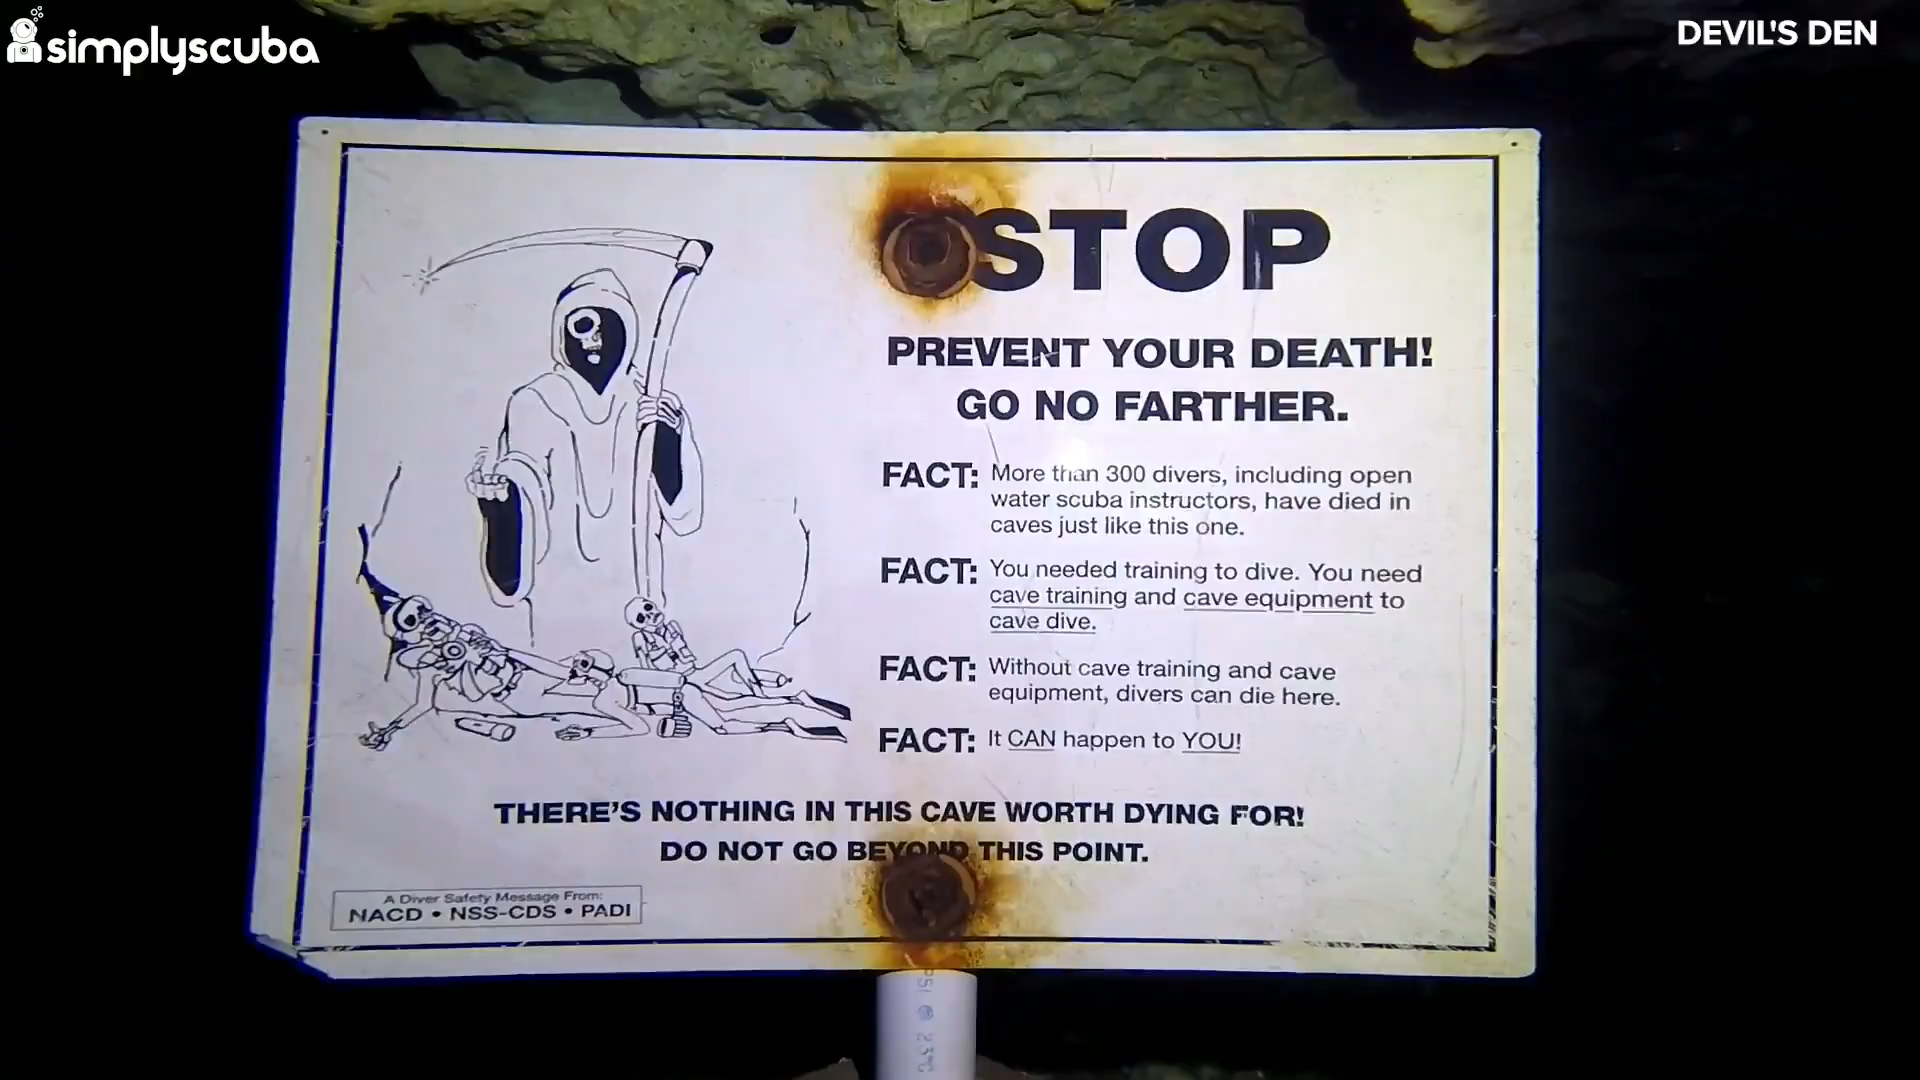 simplyscuba
DEVIL'S DEN
STOP
PREVENT YOUR DEATH!
GO NO FARTHER.
FACT: More than 300 divers, including open
water scuba instructors, have died in
caves just like this one.
FACT: You needed training to dive. You need
cave training and cave equipment to
cave dive.
FACT: Without cave training and cave
equipment, divers can die here.
FACT: It CAN happen to YOU!
THERE'S NOTHING IN THIS CAVE WORTH DYING FOR!
DO NOT GO BEYOND THIS POINT.
A Diver Safety Message From:
NACD • NSS-CDS • PADI
PSI @ 23°C